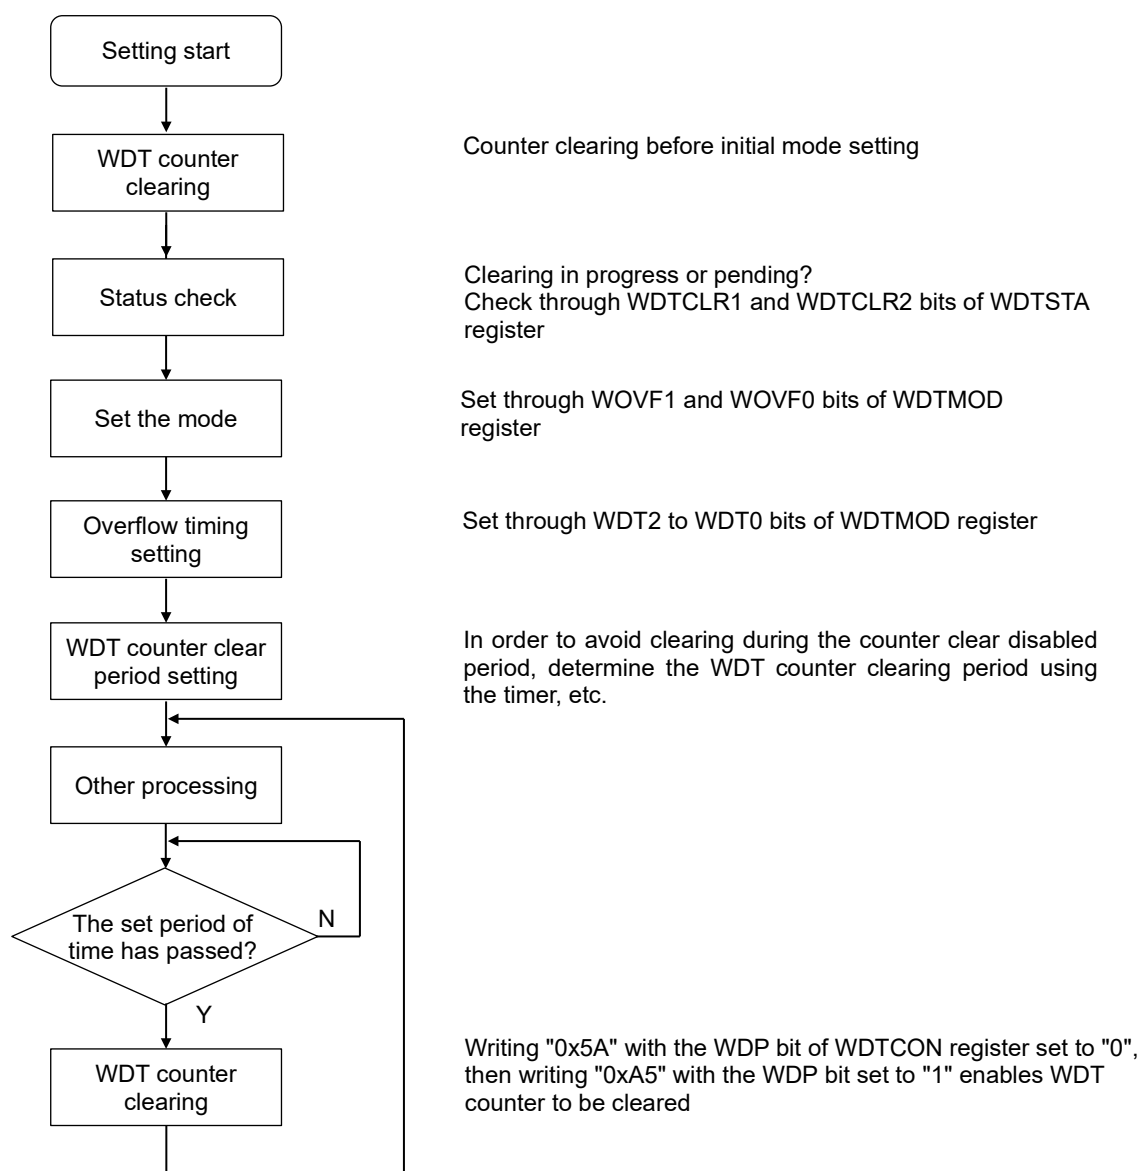 Setting start
WDT counter
clearing
Counter clearing before initial mode setting
Status check
Clearing in progress or pending?
Check through WDTCLR1 and WDTCLR2 bits of WDTSTA
register
Set the mode
Set through WOVF1 and WOVF0 bits of WDTMOD
register
Overflow timing
setting
Set through WDT2 to WDT0 bits of WDTMOD register
WDT counter clear
period setting
In order to avoid clearing during the counter clear disabled
period, determine the WDT counter clearing period using
the timer, etc.
Other processing
The set period of
time has passed?
N
Y
WDT counter
clearing
Writing "0x5A" with the WDP bit of WDTCON register set to "0",
then writing "0xA5" with the WDP bit set to "1" enables WDT
counter to be cleared